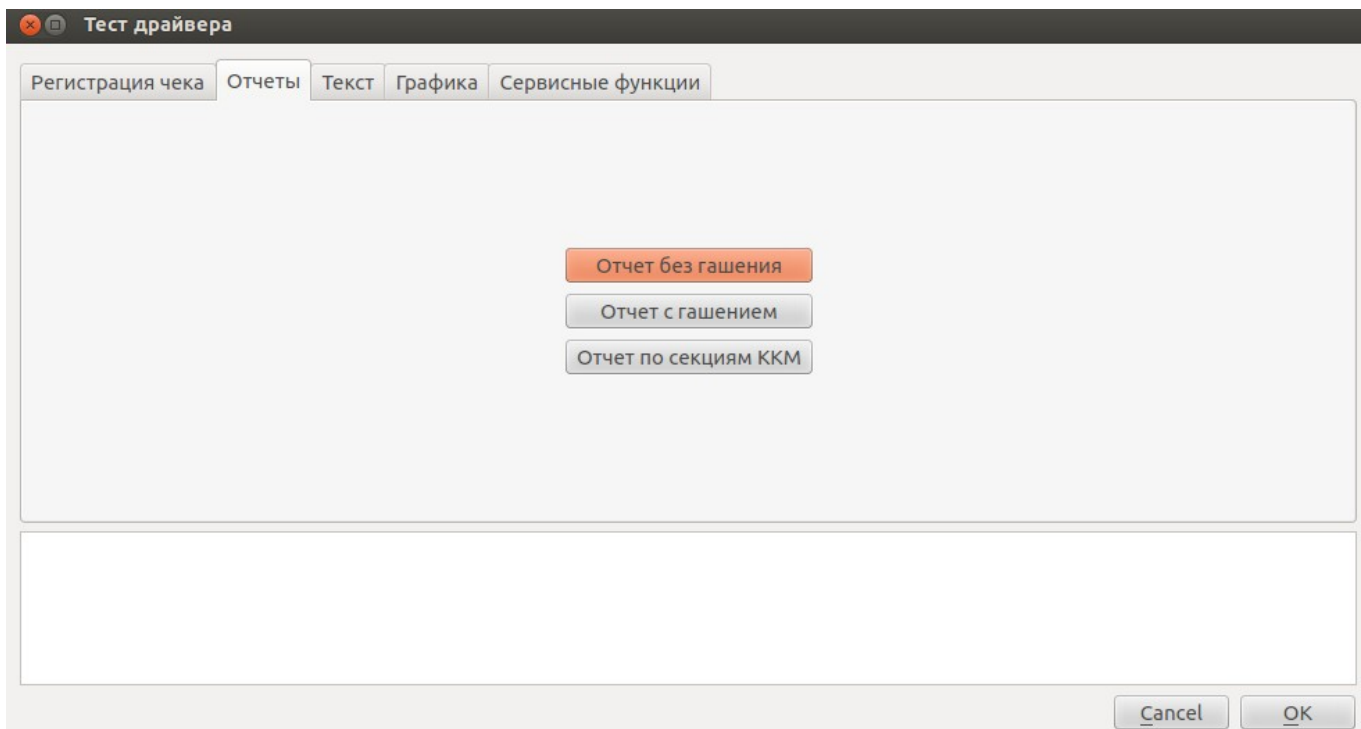 Тест драйвера
Регистрация чека Отчеты Текст Графика Сервисные функции
Отчет без гашения
Отчет с гашением
Отчет по секциям ККМ
Cancel OK